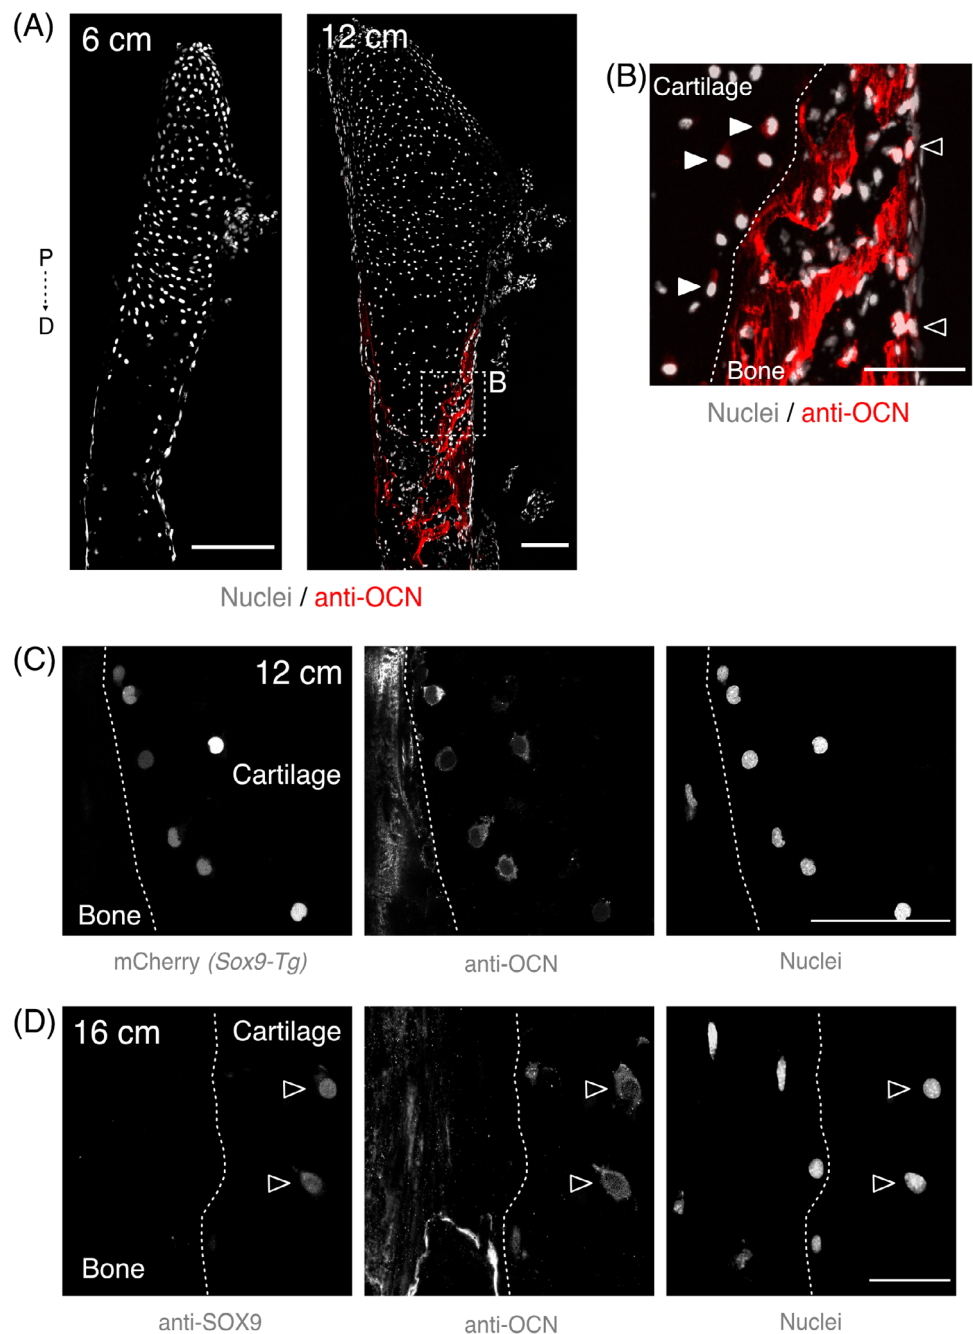 (A)
6 cm
12 cm
P
D
B
Nuclei / anti-OCN
(B)
Cartilage
Bone
Nuclei / anti-OCN
(C)
12 cm
Cartilage
Bone
mCherry (Sox9-Tg)
anti-OCN
Nuclei
(D)
16 cm
Cartilage
Bone
anti-SOX9
anti-OCN
Nuclei